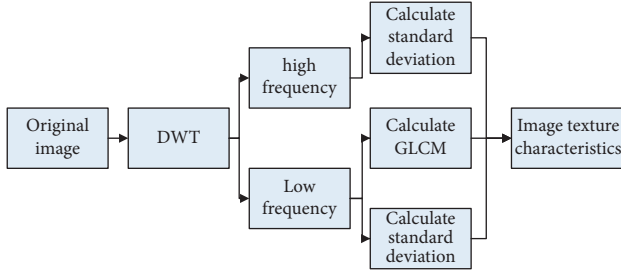 Original
image
DWT
high
frequency
Low
frequency
Calculate
standard
deviation
Calculate
GLCM
Calculate
standard
deviation
Image texture
characteristics